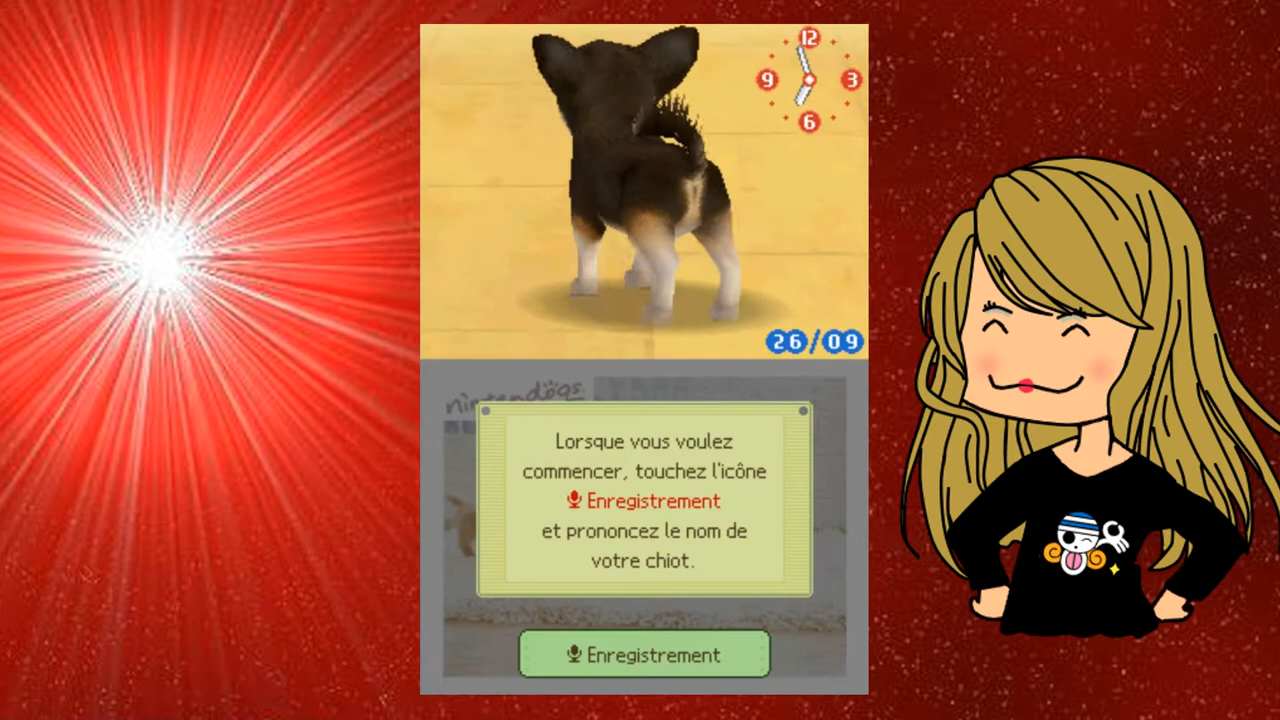 12
9
3
6
26/09
nintendogs
Lorsque vous voulez
commencer, touchez l'icône
Enregistrement
et prononcez le nom de
votre chiot.
Enregistrement